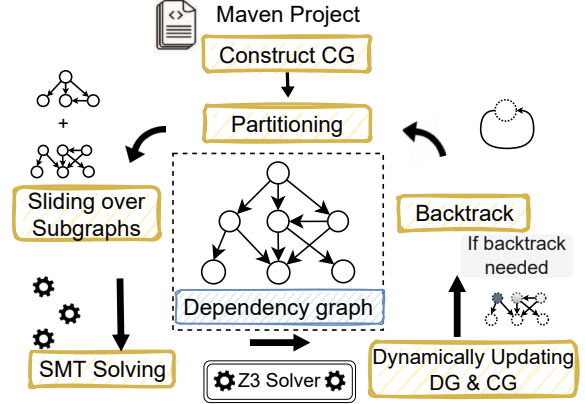 Maven Project
Construct CG
Partitioning
+
Sliding over
Subgraphs
Backtrack
If backtrack
needed
Dependency graph
SMT Solving
Z3 Solver
Dynamically Updating
DG & CG